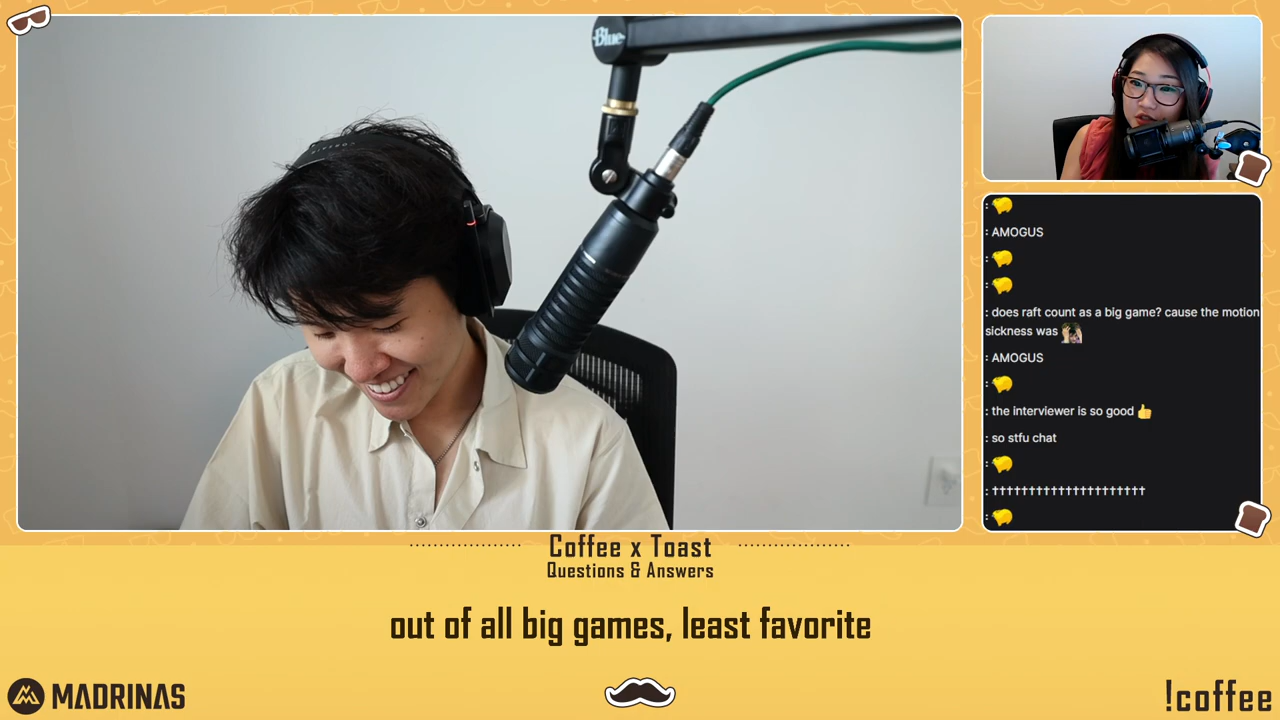 Blue
: AMOGUS
: does raft count as a big game? cause the motion
sickness was
: AMOGUS
: the interviewer is so good
: so stfu chat
: †††††††††††††††††††††
Coffee x Toast
Questions & Answers
out of all big games, least favorite
MADRINAS
!coffee